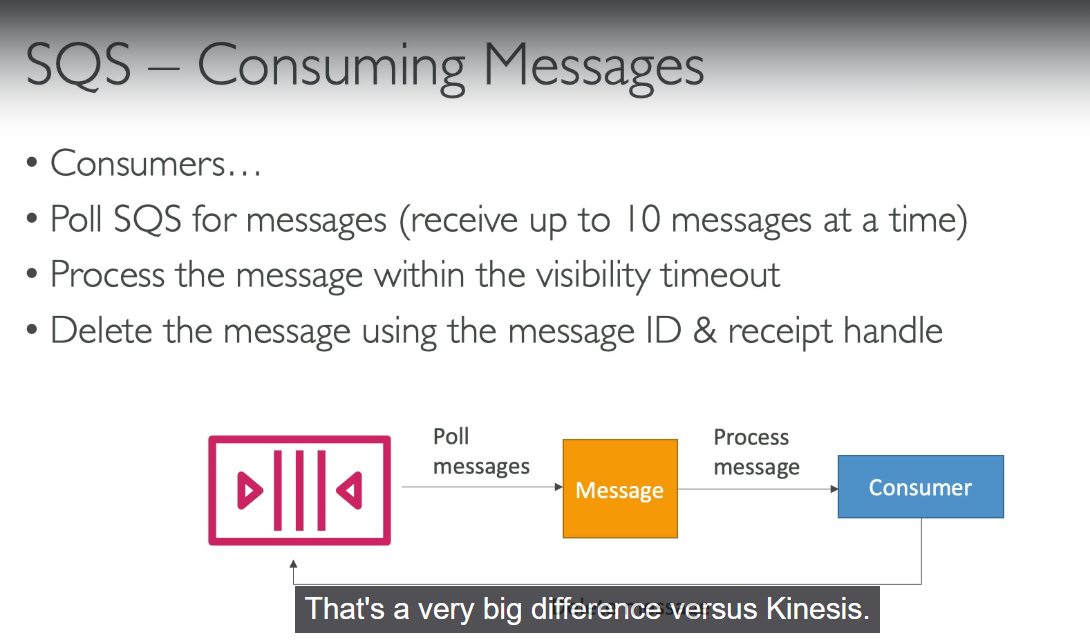 SQS – Consuming Messages
• Consumers…
• Poll SQS for messages (receive up to 10 messages at a time)
• Process the message within the visibility timeout
• Delete the message using the message ID & receipt handle
Poll
messages
Message
Process
message
Consumer
That's a very big difference versus Kinesis.